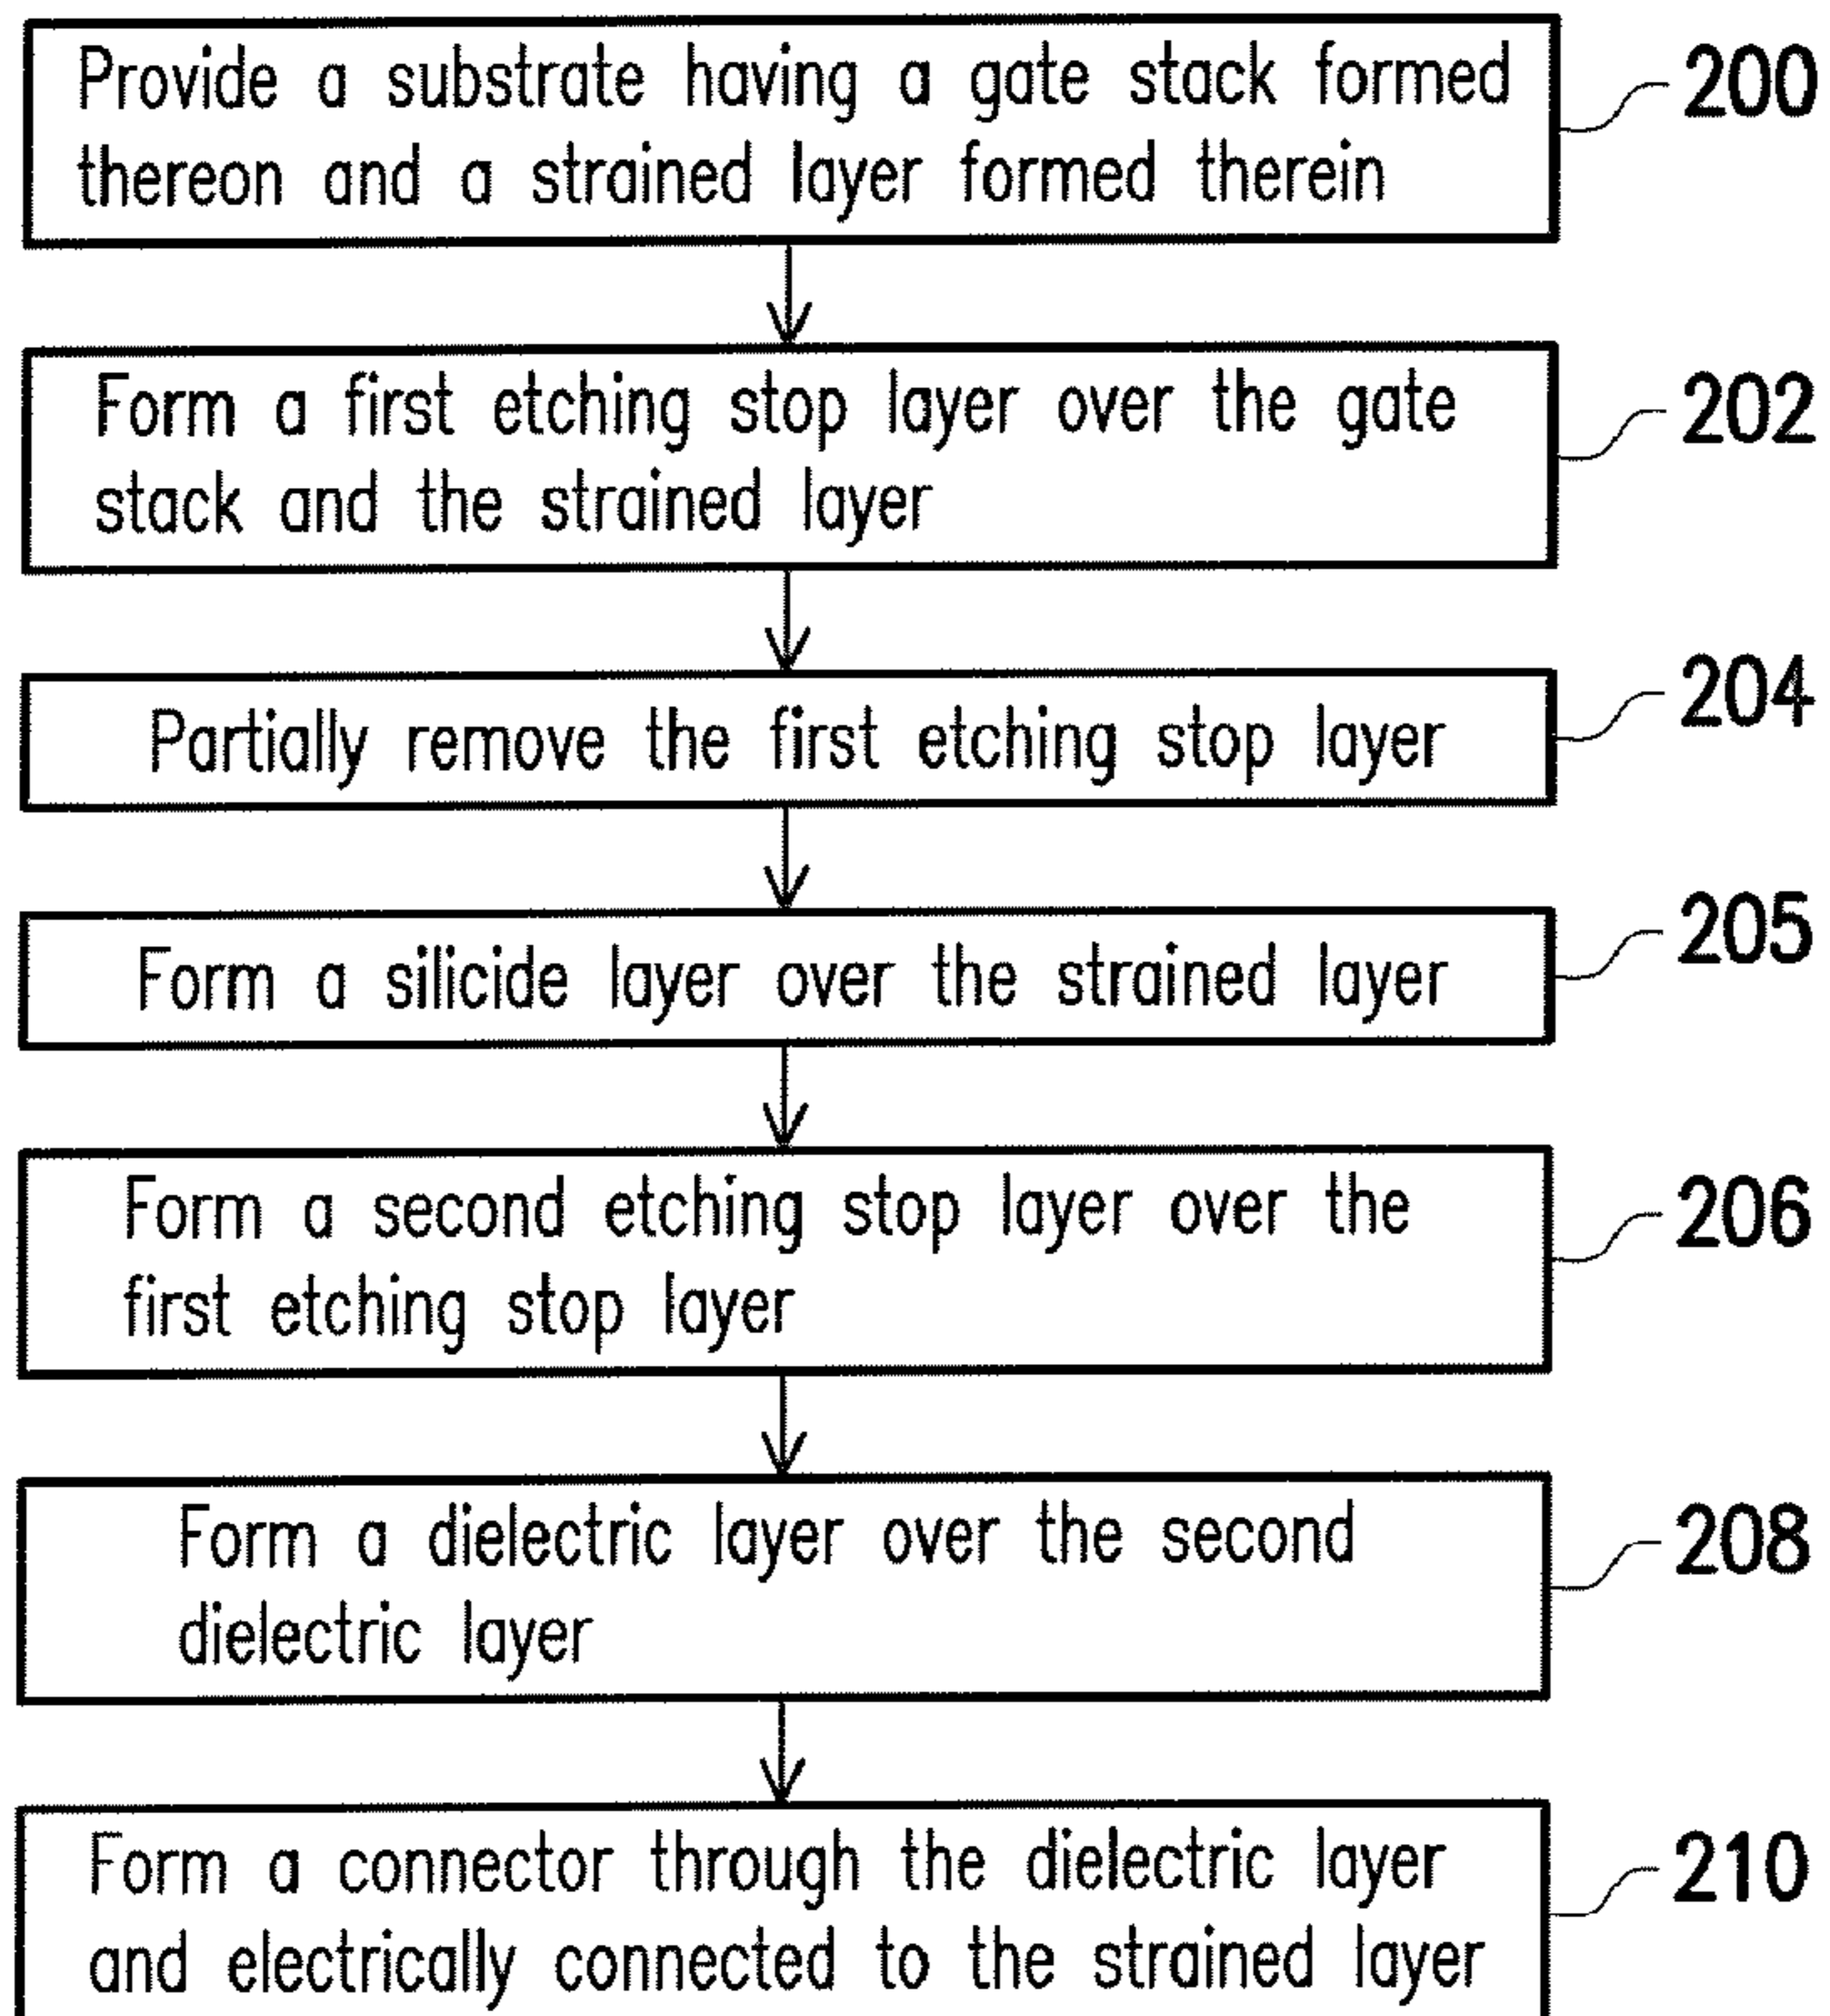 Provide a substrate having a gate stack formed
thereon and a strained layer formed therein
200
Form a first etching stop layer over the gate
stack and the strained layer
202
Partially remove the first etching stop layer
204
Form a silicide layer over the strained layer
205
Form a second etching stop layer over the
first etching stop layer
206
Form a dielectric layer over the second
dielectric layer
208
Form a connector through the dielectric layer
and electrically connected to the strained layer
210